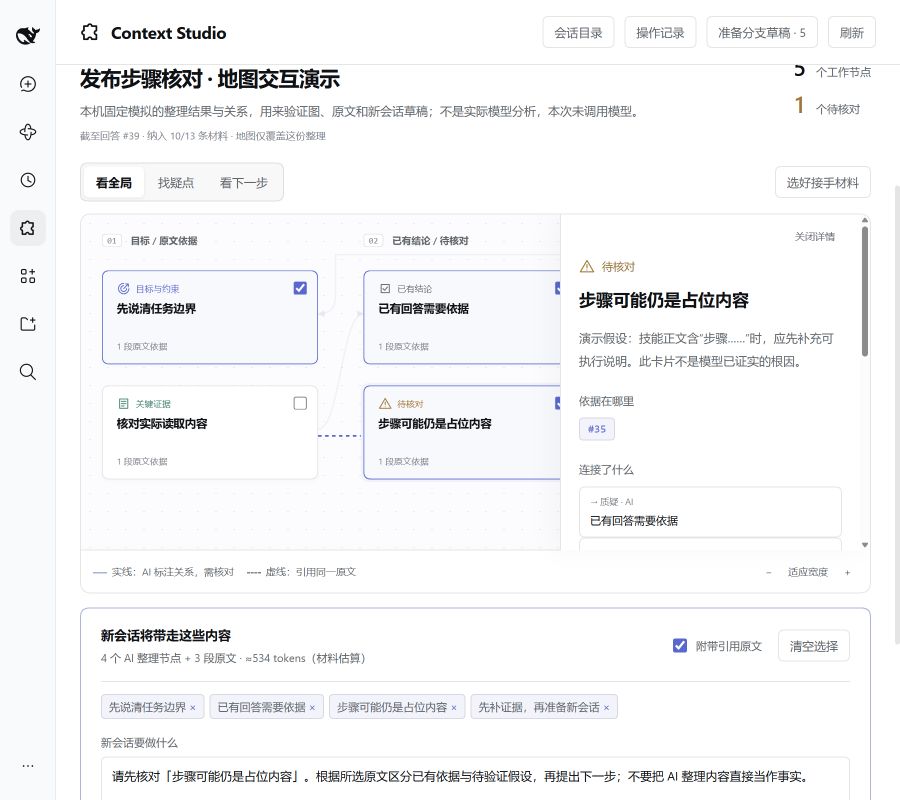 Context Studio
会话目录
操作记录
准备分支草稿 · 5
刷新
发布步骤核对 · 地图交互演示
5 个工作节点
本机固定模拟的整理结果与关系，用来验证图、原文和新会话草稿；不是实际模型分析，本次未调用模型。
1 个待核对
截至回答 #39 · 纳入 10/13 条材料 · 地图仅覆盖这份整理
看全局
找疑点
看下一步
选好接手材料
01 目标 / 原文依据
02 已有结论 / 待核对
目标与约束
先说清任务边界
1 段原文依据
已有结论
已有回答需要依据
1 段原文依据
关键证据
核对实际读取内容
1 段原文依据
待核对
步骤可能仍是占位内容
1 段原文依据
关闭详情
待核对
步骤可能仍是占位内容
演示假设：技能正文含“步骤……”时，应先补充可
执行说明。此卡片不是模型已证实的根因。
依据在哪里
#35
连接了什么
→ 质疑 · AI
已有回答需要依据
实线：AI 标注关系，需核对
虚线：引用同一原文
− 适应宽度 +
新会话将带走这些内容
4 个 AI 整理节点 + 3 段原文 · ≈534 tokens（材料估算）
附带引用原文
清空选择
先说清任务边界 ×
已有回答需要依据 ×
步骤可能仍是占位内容 ×
先补证据，再准备新会话 ×
新会话要做什么
请先核对「步骤可能仍是占位内容」。根据所选原文区分已有依据与待验证假设，再提出下一步；不要把 AI 整理内容直接当作事实。